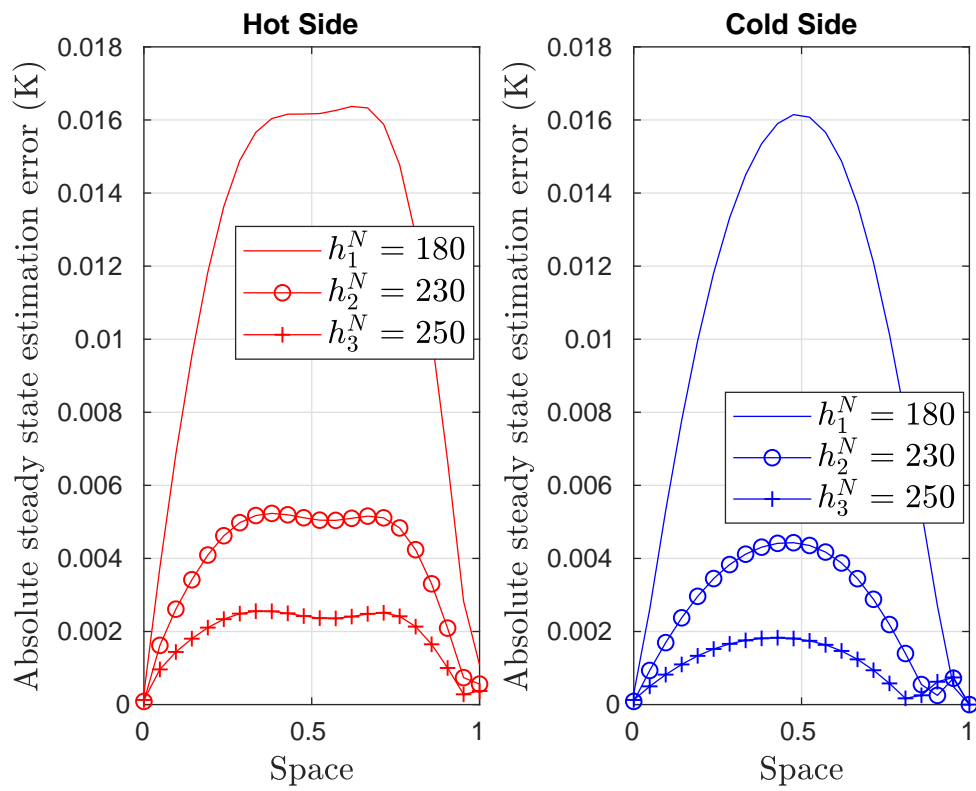 Hot Side
Absolute steady state estimation error (K)
0.018
0.016
0.014
0.012
0.01
0.008
0.006
0.004
0.002
0
0
0.5
1
Space
h_1^N = 180
h_2^N = 230
h_3^N = 250
Cold Side
Absolute steady state estimation error (K)
0.018
0.016
0.014
0.012
0.01
0.008
0.006
0.004
0.002
0
0
0.5
1
Space
h_1^N = 180
h_2^N = 230
h_3^N = 250